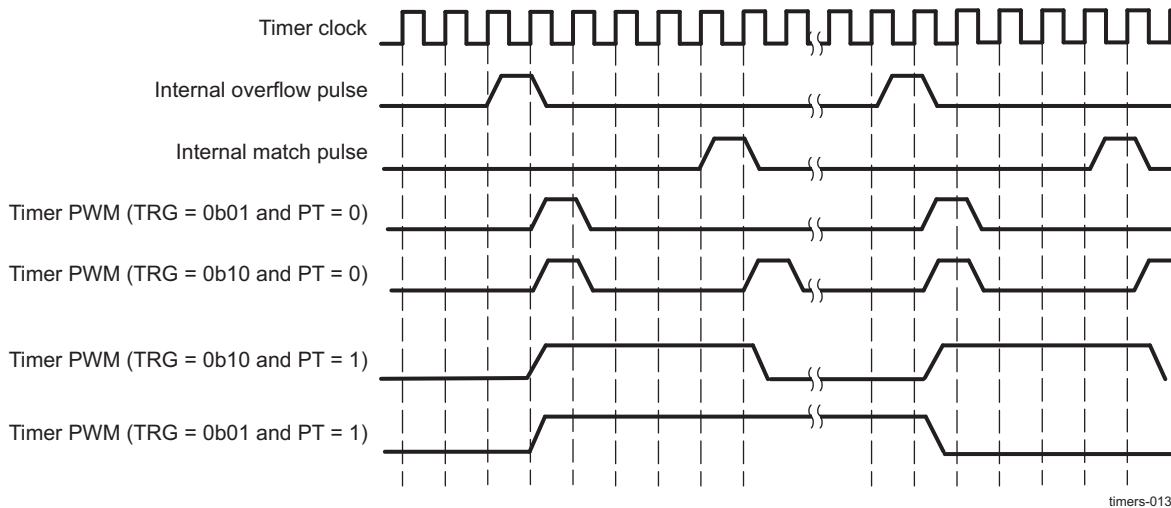 Timer clock
Internal overflow pulse
Internal match pulse
Timer PWM (TRG = 0b01 and PT = 0)
Timer PWM (TRG = 0b10 and PT = 0)
Timer PWM (TRG = 0b10 and PT = 1)
Timer PWM (TRG = 0b01 and PT = 1)
timers-013